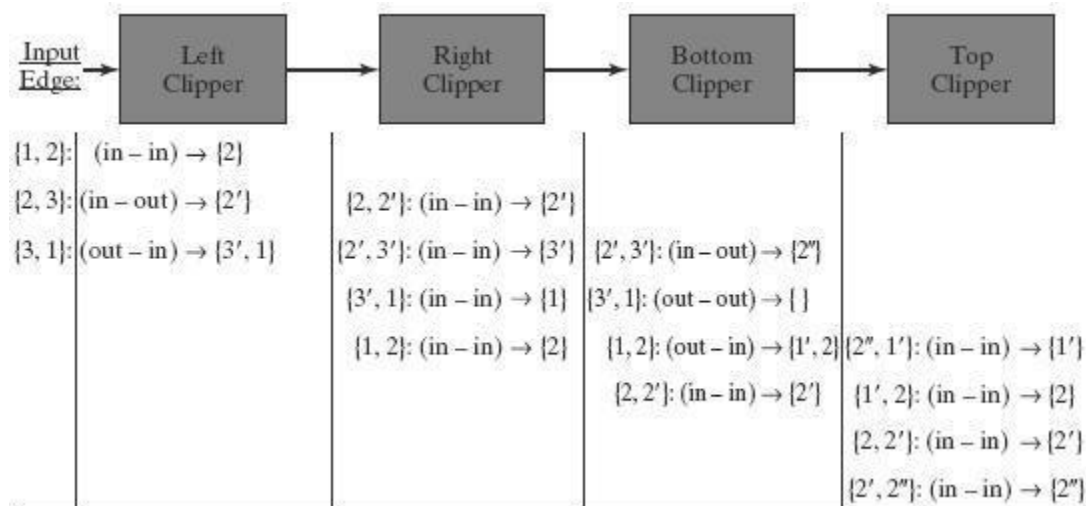 Input Edge:
Left Clipper
Right Clipper
Bottom Clipper
Top Clipper
{1, 2}: (in – in) → {2}
{2, 3}: (in – out) → {2′}
{3, 1}: (out – in) → {3′, 1}
{2, 2′}: (in – in) → {2′}
{2′, 3′}: (in – in) → {3′}
{3′, 1}: (in – in) → {1}
{1, 2}: (in – in) → {2}
{2′, 3′}: (in – out) → {2″}
{3′, 1}: (out – out) → { }
{1, 2}: (out – in) → {1′, 2}
{2, 2′}: (in – in) → {2′}
{2″, 1′}: (in – in) → {1′}
{1′, 2}: (in – in) → {2}
{2, 2′}: (in – in) → {2′}
{2′, 2″}: (in – in) → {2″}